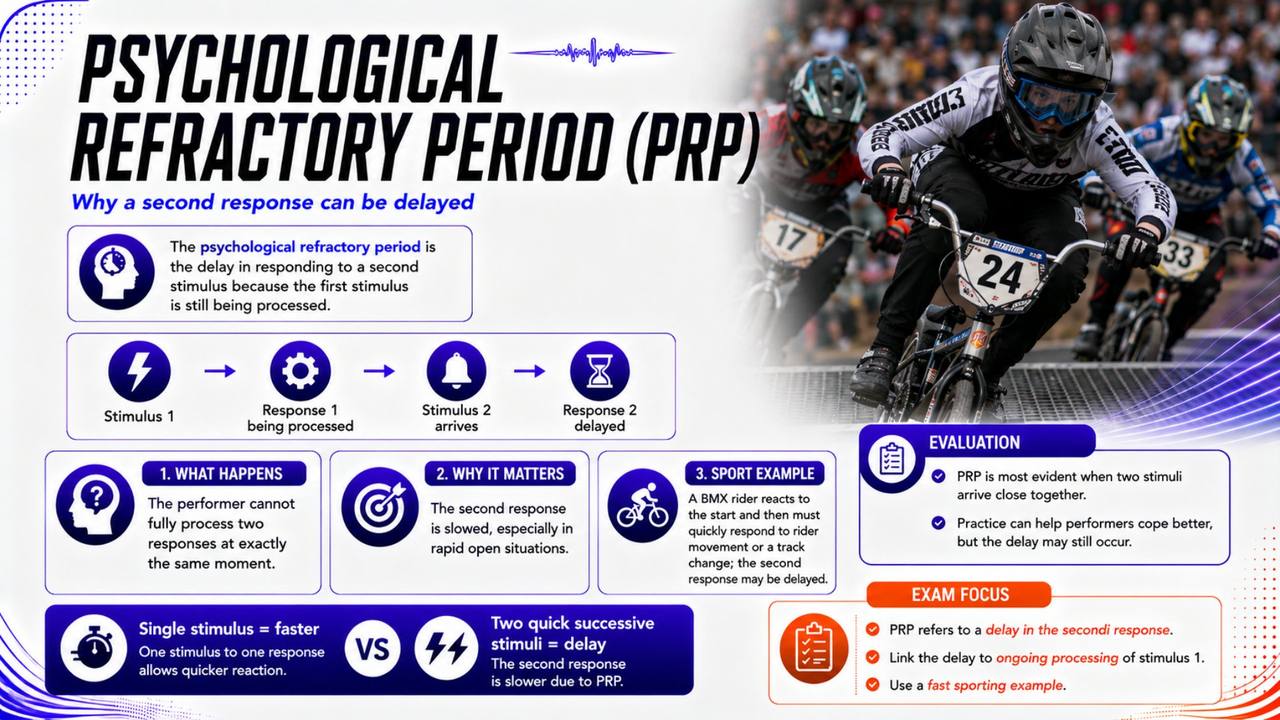 PSYCHOLOGICAL
REFRACTORY PERIOD (PRP)
Why a second response can be delayed
The psychological refractory period is
the delay in responding to a second
stimulus because the first stimulus
is still being processed.
Stimulus 1
Response 1
being processed
Stimulus 2
arrives
Response 2
delayed
1. WHAT HAPPENS
The performer cannot
fully process two
responses at exactly
the same moment.
2. WHY IT MATTERS
The second response
is slowed, especially in
rapid open situations.
3. SPORT EXAMPLE
A BMX rider reacts to
the start and then must
quickly respond to rider
movement or a track
change; the second
response may be delayed.
Single stimulus = faster
One stimulus to one response
allows quicker reaction.
VS
Two quick successive
stimuli = delay
The second response
is slower due to PRP.
17
24
33
EVALUATION
PRP is most evident when two stimuli
arrive close together.
Practice can help performers cope better,
but the delay may still occur.
EXAM FOCUS
PRP refers to a delay in the secondi response.
Link the delay to ongoing processing of stimulus 1.
Use a fast sporting example.